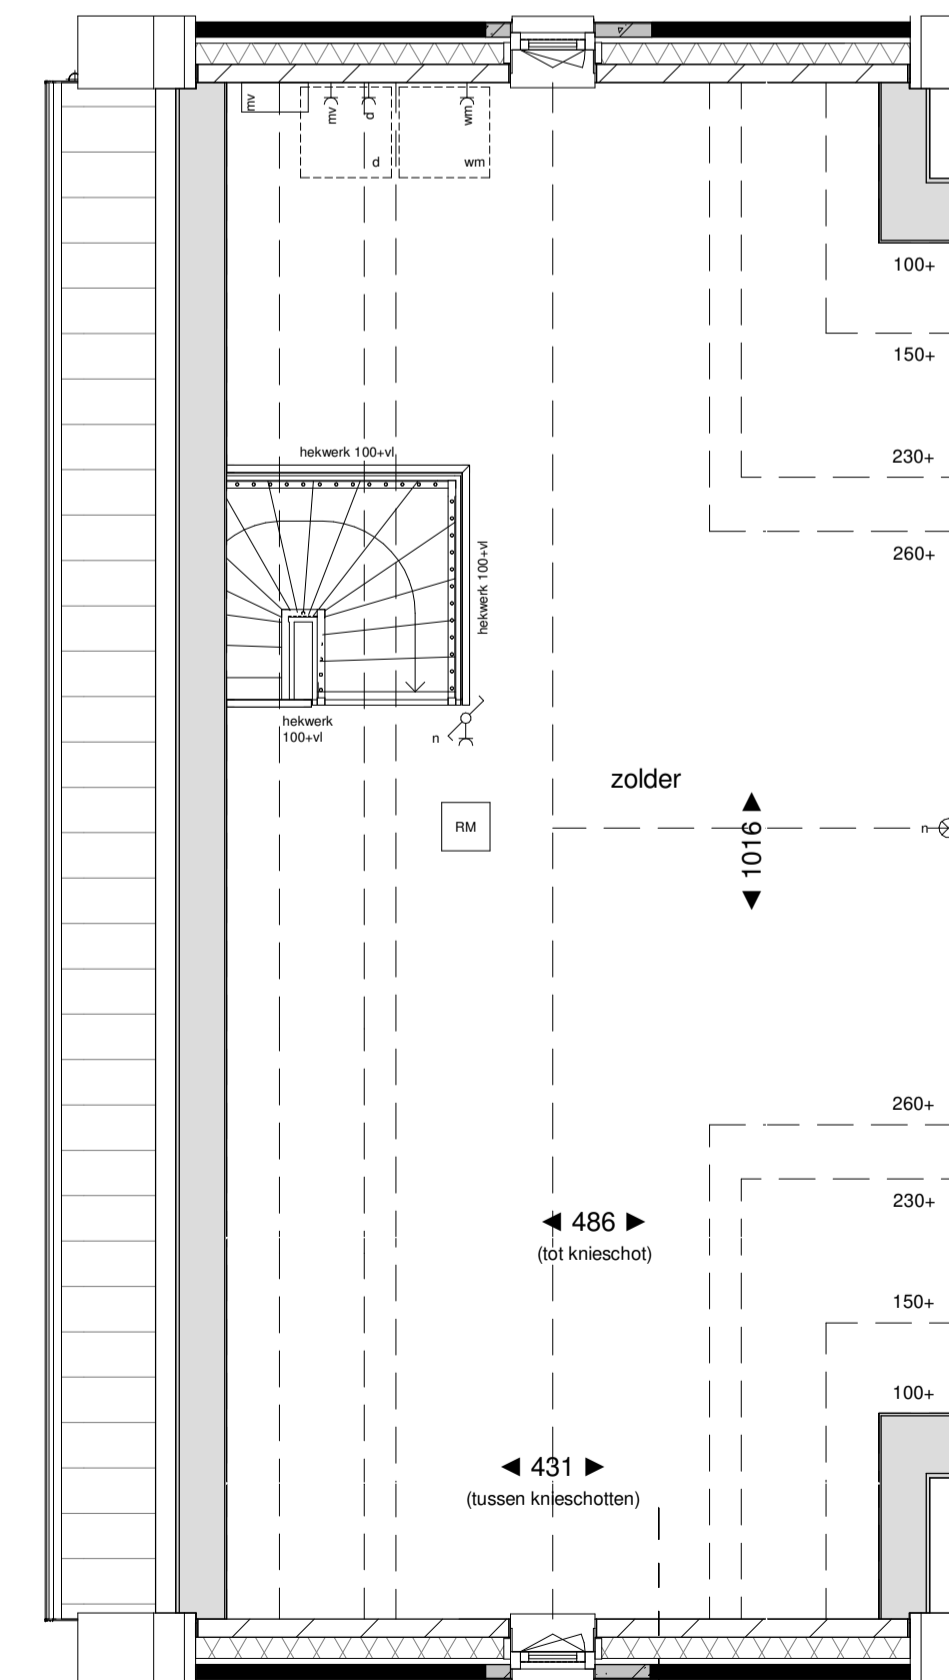 mv
mv
d
wm
d
wm
100+
150+
hekwerk 100+vl
230+
260+
hekwerk 100+vl
hekwerk
100+vl
n
zolder
RM
1016
n
260+
230+
486
(tot knieschot)
150+
100+
431
(tussen knieschotten)